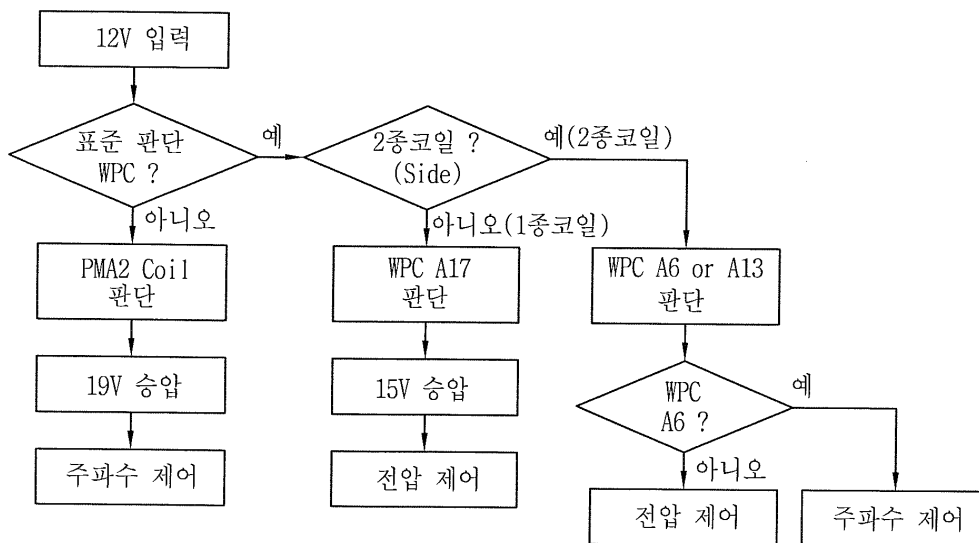 12V 입력
표준 판단
WPC ?
예
2종코일 ?
(Side)
예(2종코일)
아니오
아니오(1종코일)
PMA2 Coil
판단
WPC A17
판단
WPC A6 or A13
판단
19V 승압
15V 승압
WPC
A6 ?
예
아니오
주파수 제어
전압 제어
전압 제어
주파수 제어